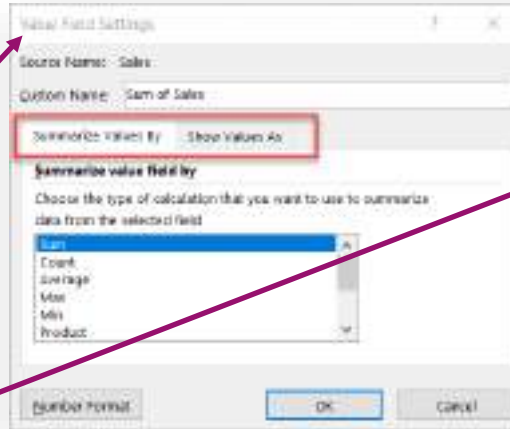 Value Field Settings ? ×
Source Name: Sales
Custom Name: Sum of Sales
Summarize Values By Show Values As
Summarize value field by
Choose the type of calculation that you want to use to summarize
data from the selected field
Sum
Count
Average
Max
Min
Product
Number Format OK Cancel